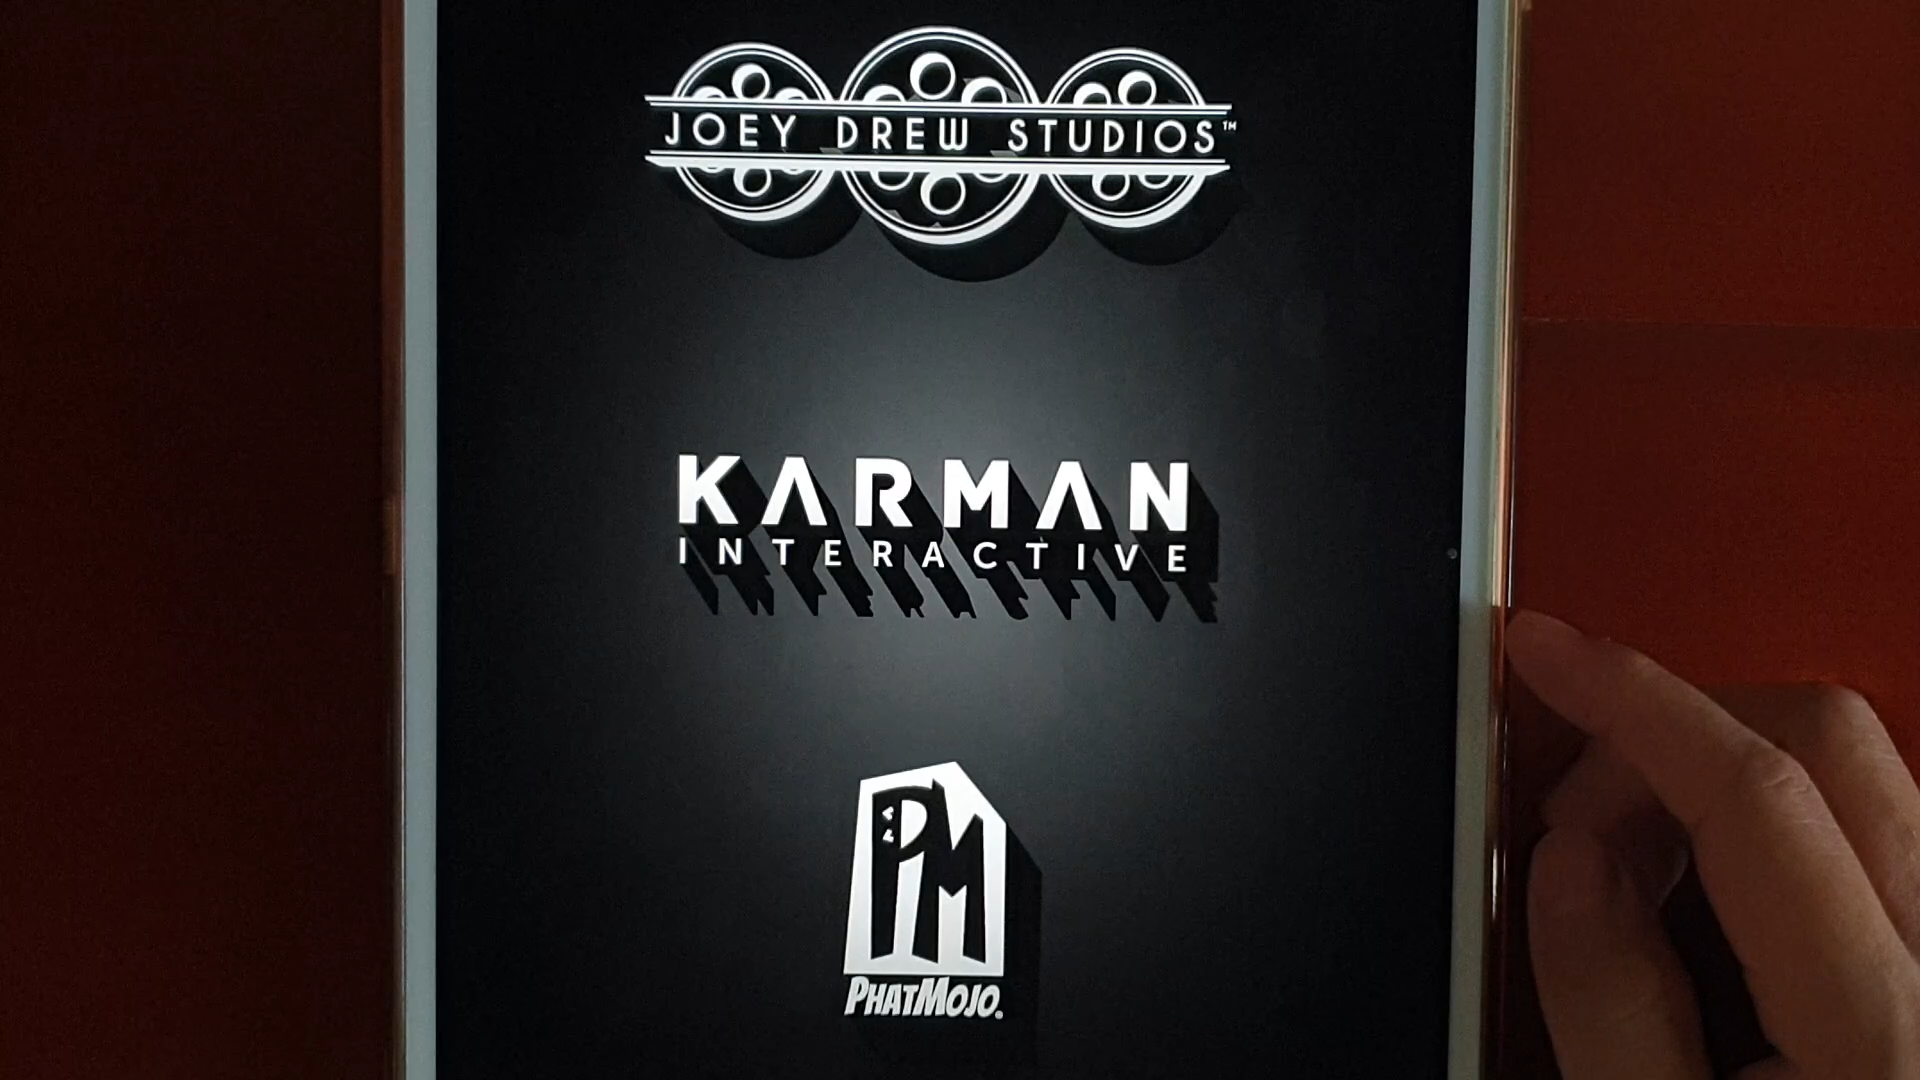 JOEY DREW STUDIOS™
KARMAN
INTERACTIVE
PM
PHATMOJO.